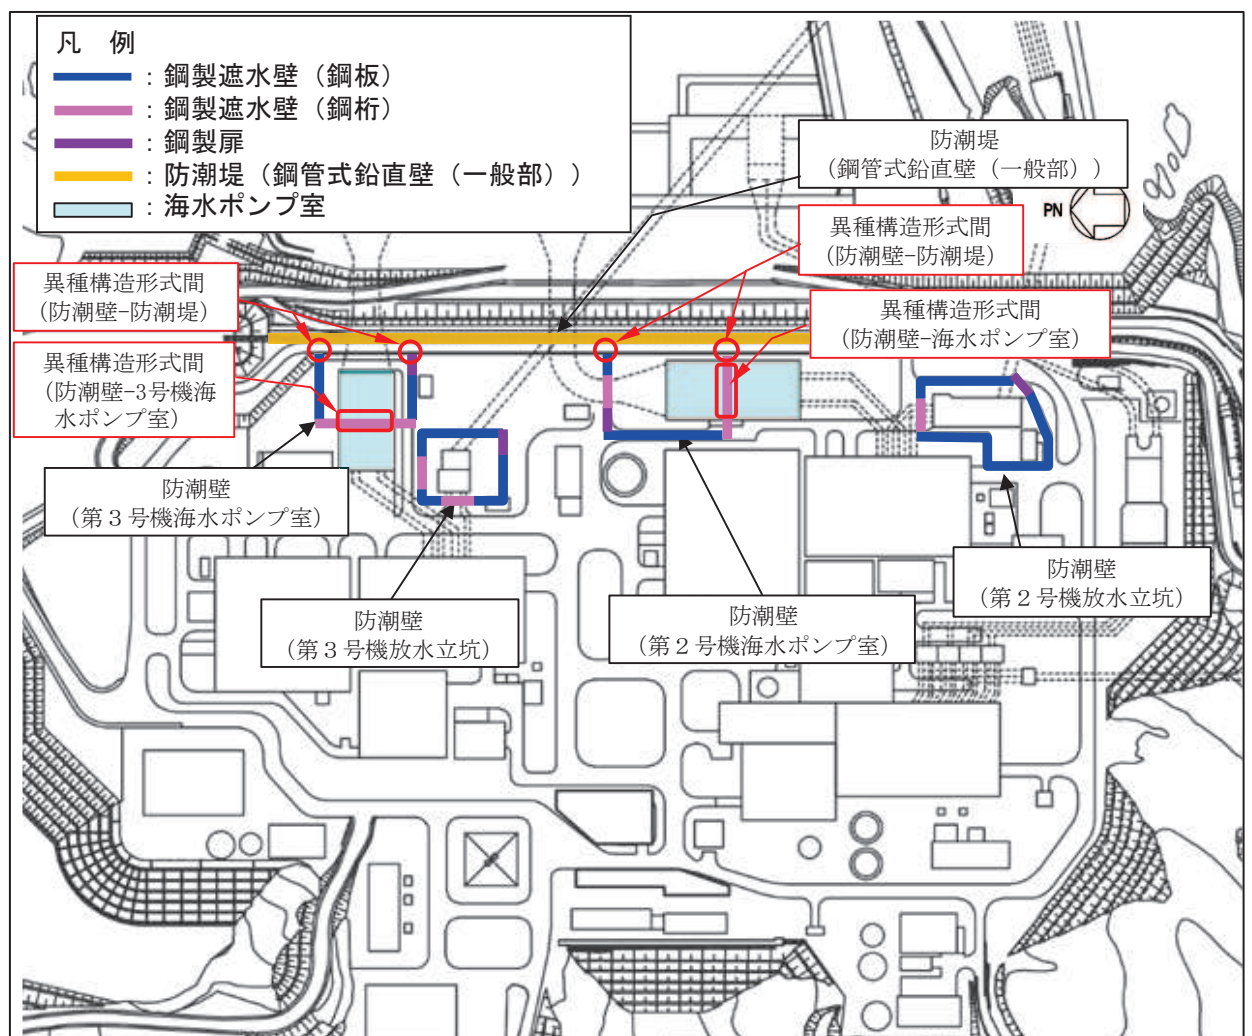 凡 例
：鋼製遮水壁（鋼板）
：鋼製遮水壁（鋼桁）
：鋼製扉
：防潮堤（鋼管式鉛直壁（一般部））
：海水ポンプ室
防潮堤
（鋼管式鉛直壁（一般部））
PN
異種構造形式間
（防潮壁-防潮堤）
異種構造形式間
（防潮壁-防潮堤）
異種構造形式間
（防潮壁-海水ポンプ室）
異種構造形式間
（防潮壁-3号機海
水ポンプ室）
防潮壁
（第３号機海水ポンプ室）
防潮壁
（第２号機放水立坑）
防潮壁
（第３号機放水立坑）
防潮壁
（第２号機海水ポンプ室）